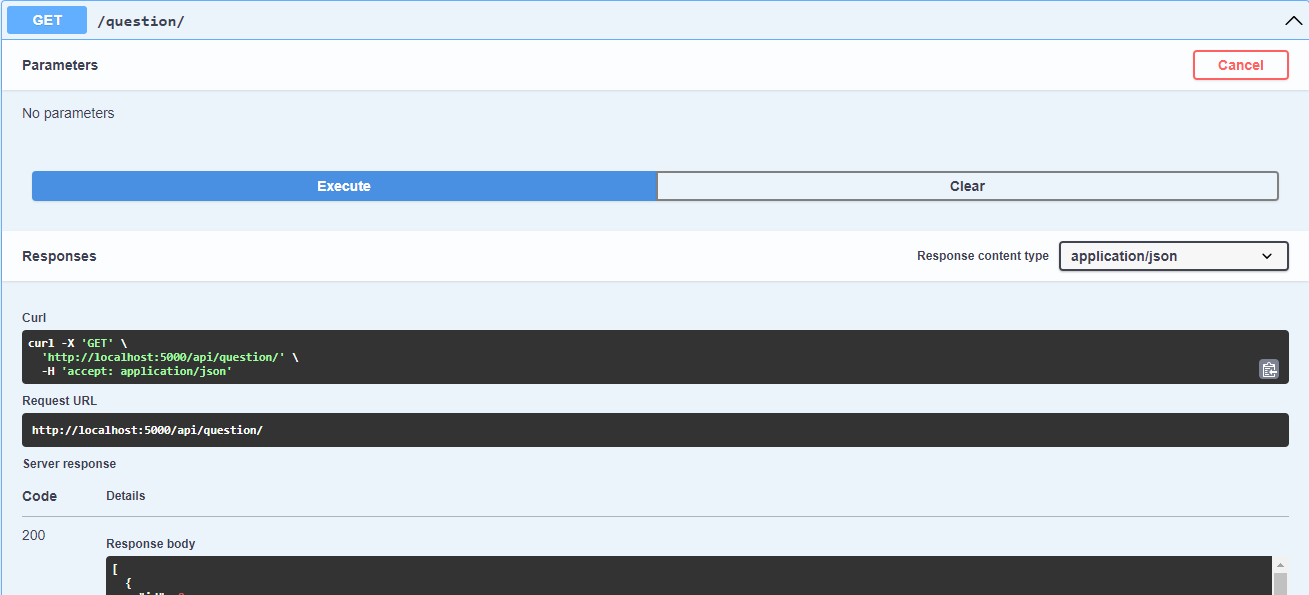 GET /question/
Parameters Cancel
No parameters
Execute Clear
Responses Response content type application/json
Curl
curl -X 'GET' \
'http://localhost:5000/api/question/' \
-H 'accept: application/json'
Request URL
http://localhost:5000/api/question/
Server response
Code Details
200
Response body
[
{